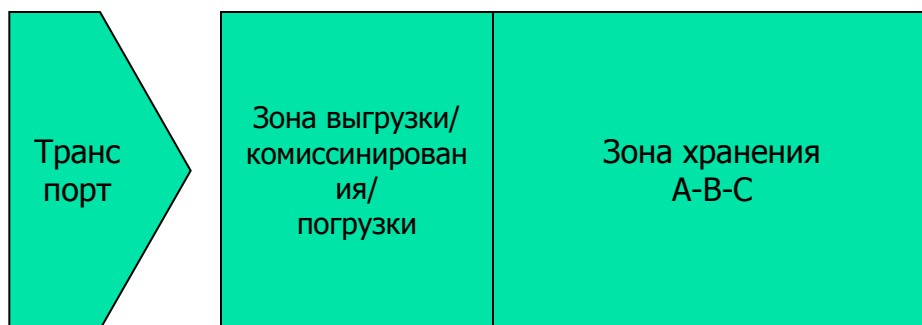 Транс
порт
Зона выгрузки/
комиссинирован
ия/
погрузки
Зона хранения
А-В-С